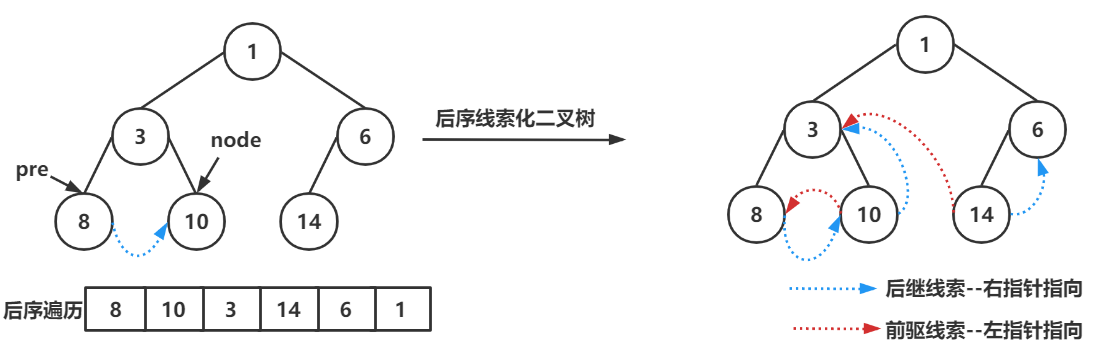 1
3
6
node
pre
8
10
14
后序遍历 8 10 3 14 6 1
后序线索化二叉树
1
3
6
8
10
14
后继线索--右指针指向
前驱线索--左指针指向